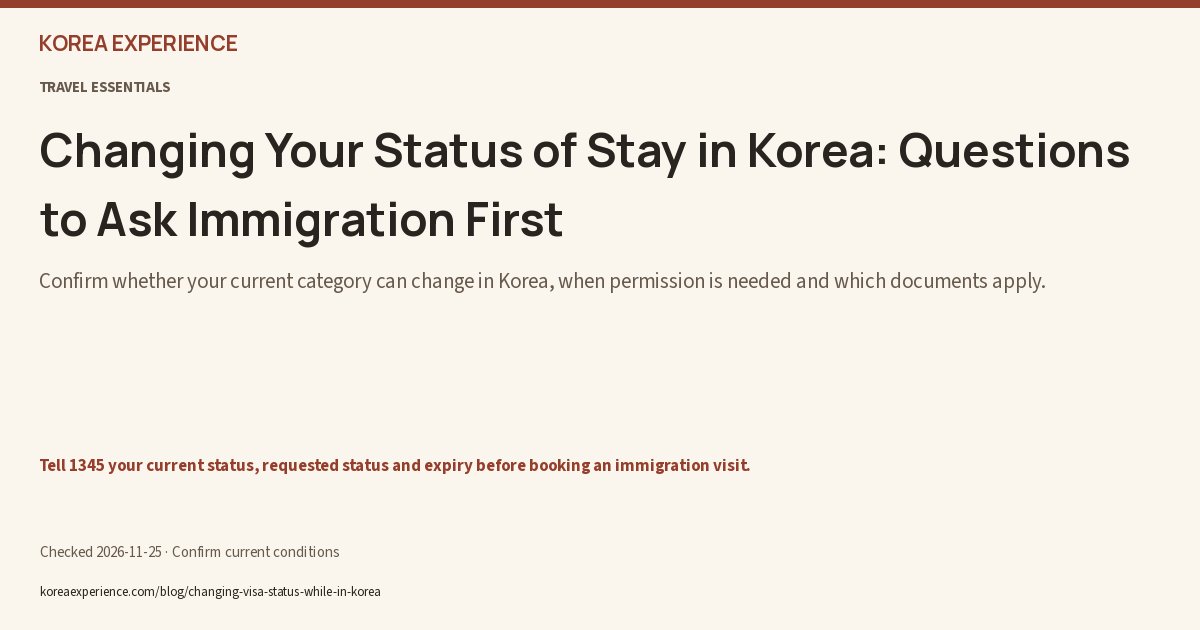 KOREA EXPERIENCE
TRAVEL ESSENTIALS
Changing Your Status of Stay in Korea: Questions
to Ask Immigration First
Confirm whether your current category can change in Korea, when permission is needed and which documents apply.
Tell 1345 your current status, requested status and expiry before booking an immigration visit.
Checked 2026-11-25 · Confirm current conditions
koreaexperience.com/blog/changing-visa-status-while-in-korea